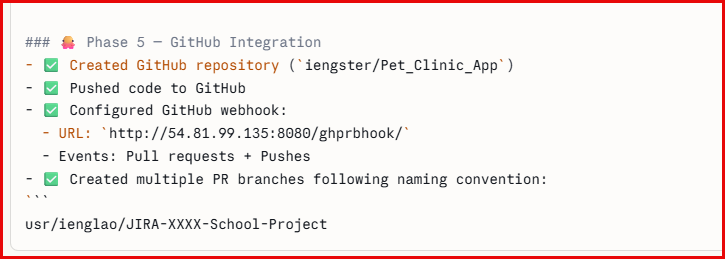 ### 🐙 Phase 5 — GitHub Integration
- ✅ Created GitHub repository (`iengster/Pet_Clinic_App`)
- ✅ Pushed code to GitHub
- ✅ Configured GitHub webhook:
- URL: `http://54.81.99.135:8080/ghprbhook/`
- Events: Pull requests + Pushes
- ✅ Created multiple PR branches following naming convention:
```
usr/ienglao/JIRA-XXXX-School-Project